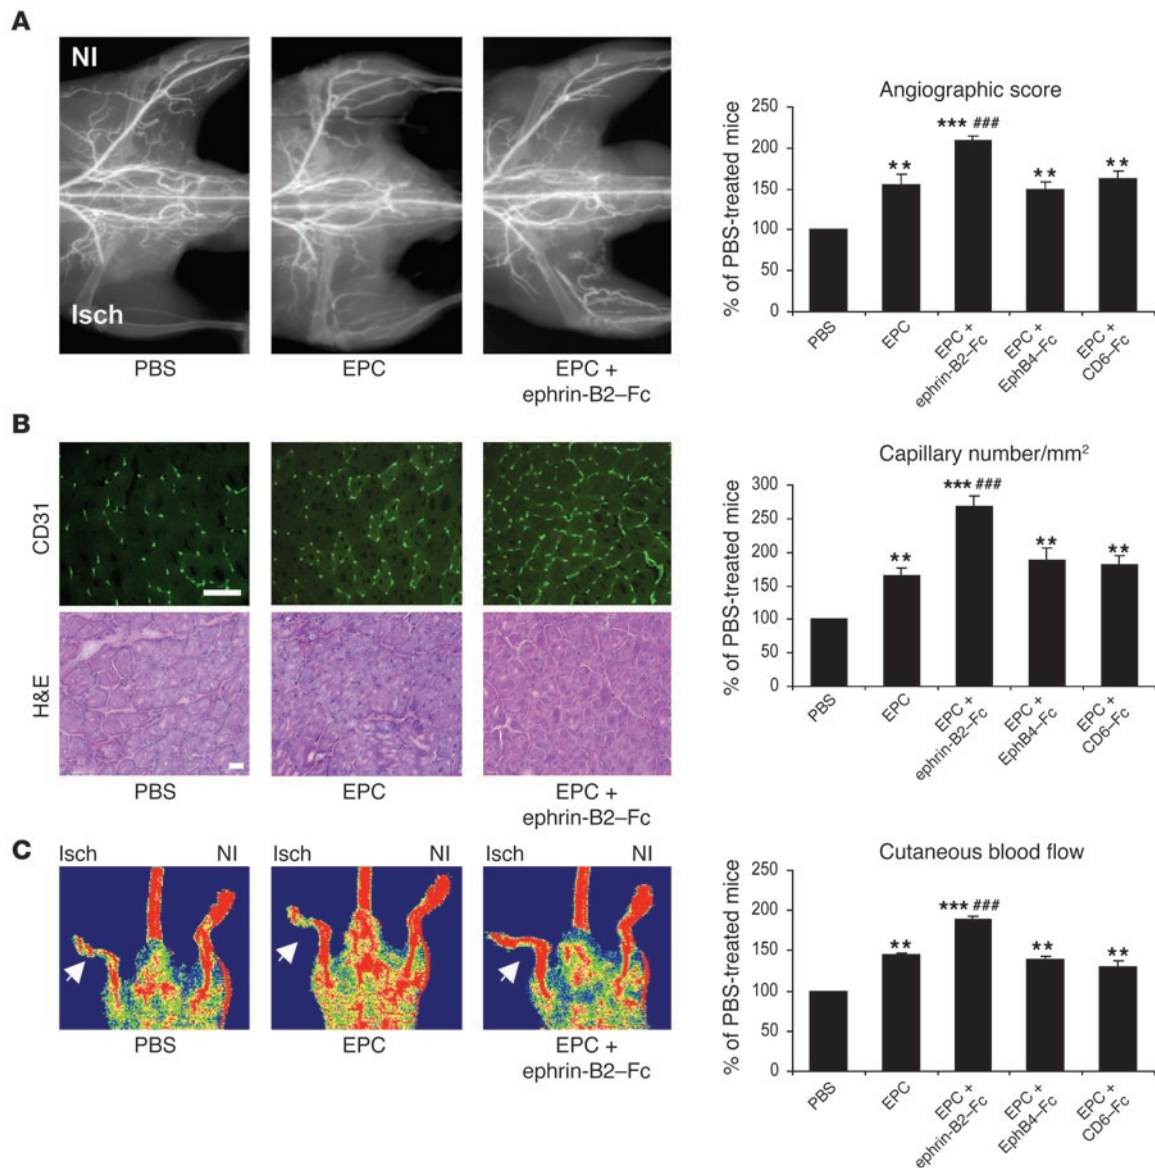 A
NI
Isch
PBS
EPC
EPC +
ephrin-B2–Fc
Angiographic score
% of PBS-treated mice
250
200
150
100
50
0
** 
*** ###
**
**
PBS
EPC
EPC +
ephrin-B2–Fc
EPC +
EphB4–Fc
EPC +
CD6–Fc
B
CD31
H&E
PBS
EPC
EPC +
ephrin-B2–Fc
Capillary number/mm²
% of PBS-treated mice
300
250
200
150
100
50
0
**
*** ###
**
**
PBS
EPC
EPC +
ephrin-B2–Fc
EPC +
EphB4–Fc
EPC +
CD6–Fc
C
Isch NI
Isch NI
Isch NI
PBS
EPC
EPC +
ephrin-B2–Fc
Cutaneous blood flow
% of PBS-treated mice
250
200
150
100
50
0
**
*** ###
**
**
PBS
EPC
EPC +
ephrin-B2–Fc
EPC +
EphB4–Fc
EPC +
CD6–Fc